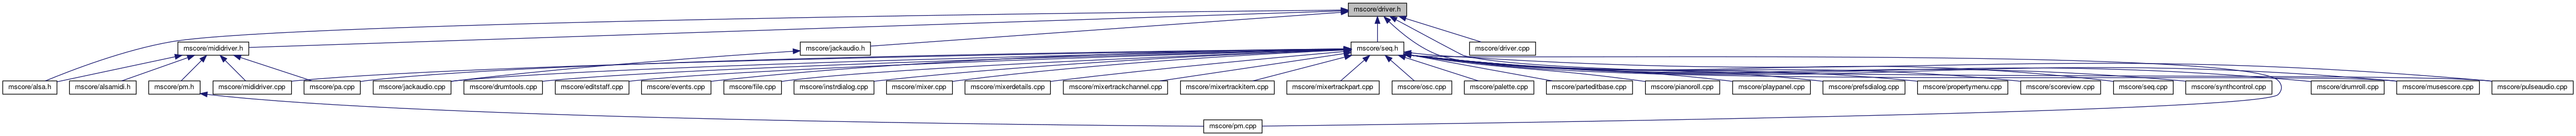 mscore/driver.h
mscore/mididriver.h
mscore/jackaudio.h
mscore/seq.h
mscore/driver.cpp
mscore/alsa.h
mscore/alsamidi.h
mscore/pm.h
mscore/mididriver.cpp
mscore/pa.cpp
mscore/jackaudio.cpp
mscore/drumtools.cpp
mscore/editstaff.cpp
mscore/events.cpp
mscore/file.cpp
mscore/instrdialog.cpp
mscore/mixer.cpp
mscore/mixerdetails.cpp
mscore/mixertrackchannel.cpp
mscore/mixertrackitem.cpp
mscore/mixertrackpart.cpp
mscore/osc.cpp
mscore/palette.cpp
mscore/parteditbase.cpp
mscore/pianoroll.cpp
mscore/playpanel.cpp
mscore/prefsdialog.cpp
mscore/propertymenu.cpp
mscore/scoreview.cpp
mscore/seq.cpp
mscore/synthcontrol.cpp
mscore/drumroll.cpp
mscore/musescore.cpp
mscore/pulseaudio.cpp
mscore/pm.cpp